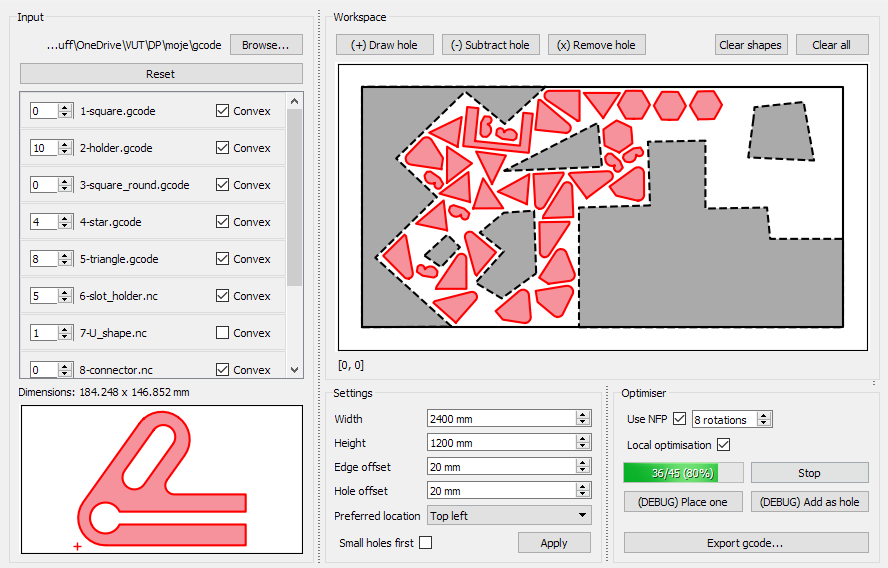 Input
...uff\OneDrive\VUT\DP\moje\gcode Browse...
Reset
0 1-square.gcode Convex
10 2-holder.gcode Convex
0 3-square_round.gcode Convex
4 4-star.gcode Convex
8 5-triangle.gcode Convex
5 6-slot_holder.nc Convex
1 7-U_shape.nc Convex
0 8-connector.nc Convex
Dimensions: 184.248 x 146.852 mm
Workspace
(+) Draw hole (-) Subtract hole (x) Remove hole Clear shapes Clear all
[0, 0]
Settings
Width 2400 mm
Height 1200 mm
Edge offset 20 mm
Hole offset 20 mm
Preferred location Top left
Small holes first Apply
Optimiser
Use NFP 8 rotations
Local optimisation
36/45 (80%) Stop
(DEBUG) Place one (DEBUG) Add as hole
Export gcode...